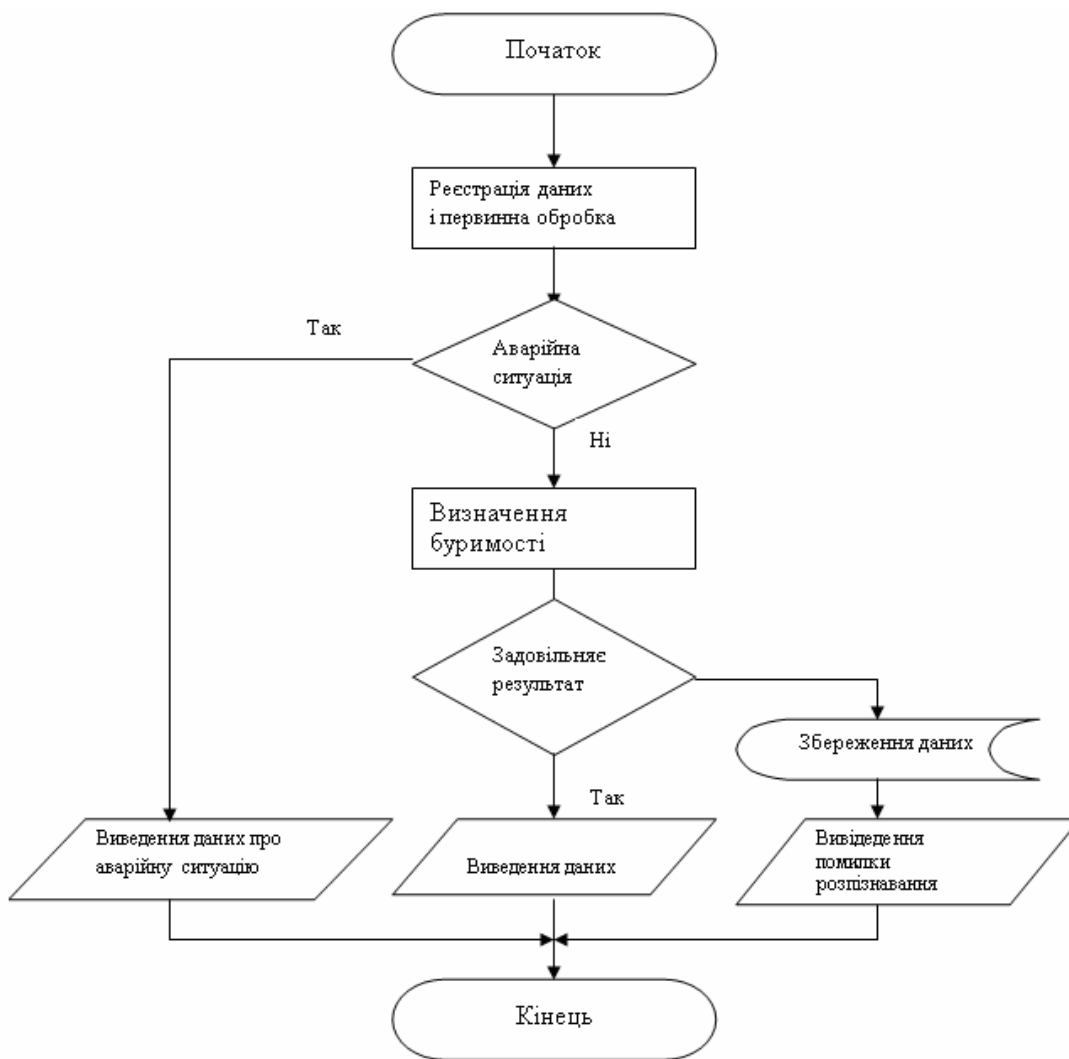 Початок
Реєстрація даних
і первинна обробка
Так
Аварійна
ситуація
Ні
Визначення
буримості
Задовільняє
результат
Збереження даних
Так
Виведення даних про
аварійну ситуацію
Виведення даних
Вивідедення
помилки
розпізнавання
Кінець